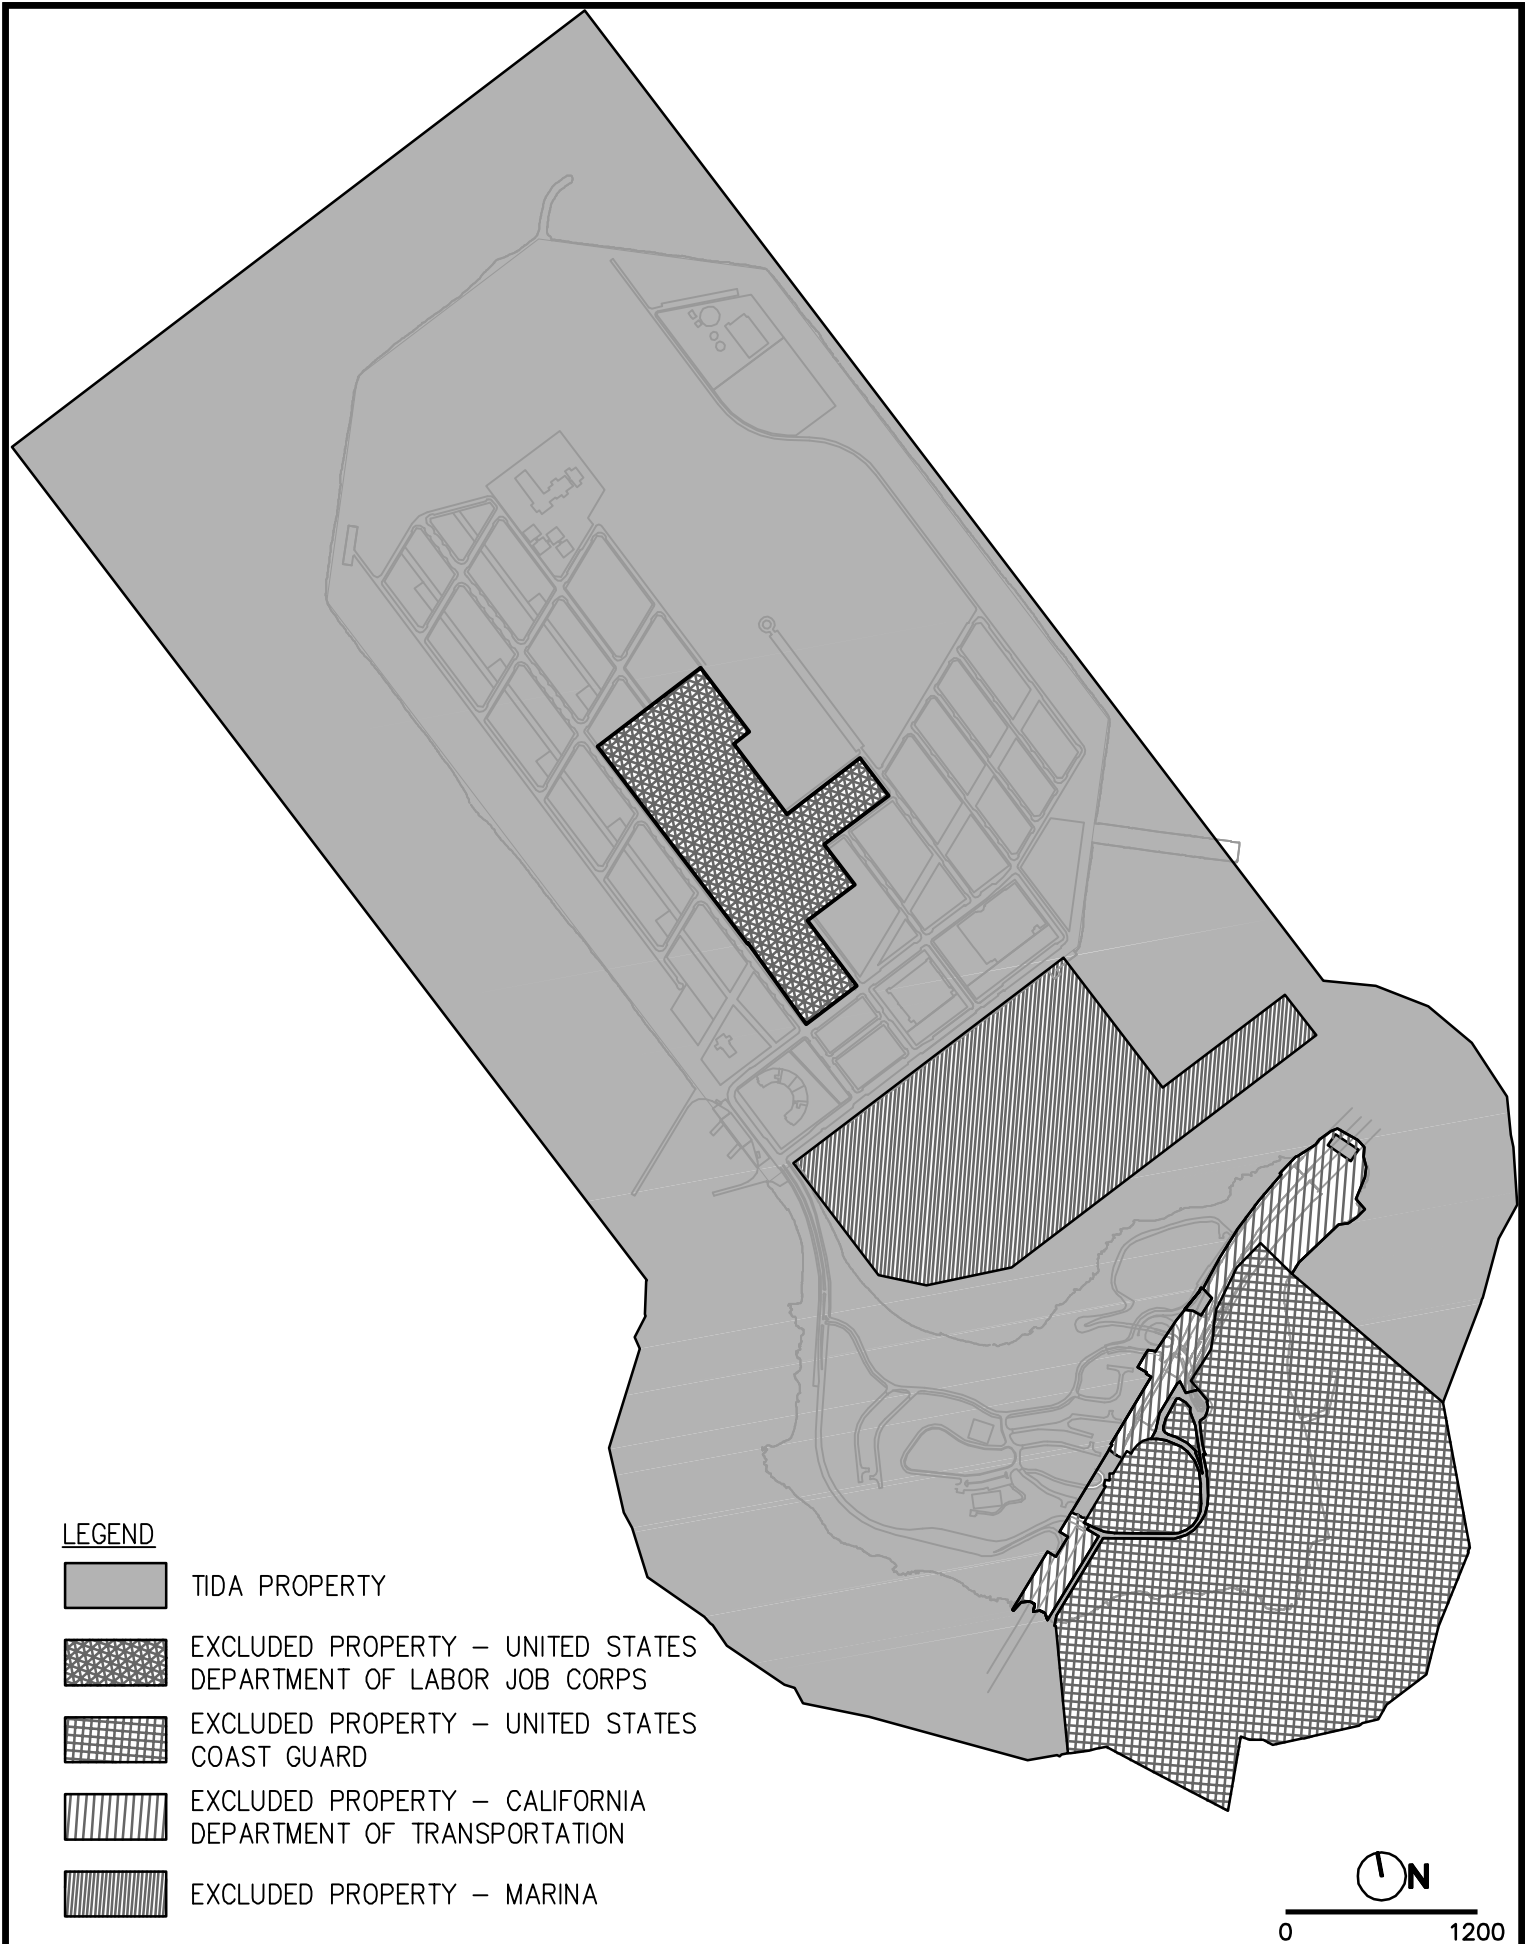 LEGEND
TIDA PROPERTY
EXCLUDED PROPERTY – UNITED STATES
DEPARTMENT OF LABOR JOB CORPS
EXCLUDED PROPERTY – UNITED STATES
COAST GUARD
EXCLUDED PROPERTY – CALIFORNIA
DEPARTMENT OF TRANSPORTATION
EXCLUDED PROPERTY – MARINA
N
0 1200